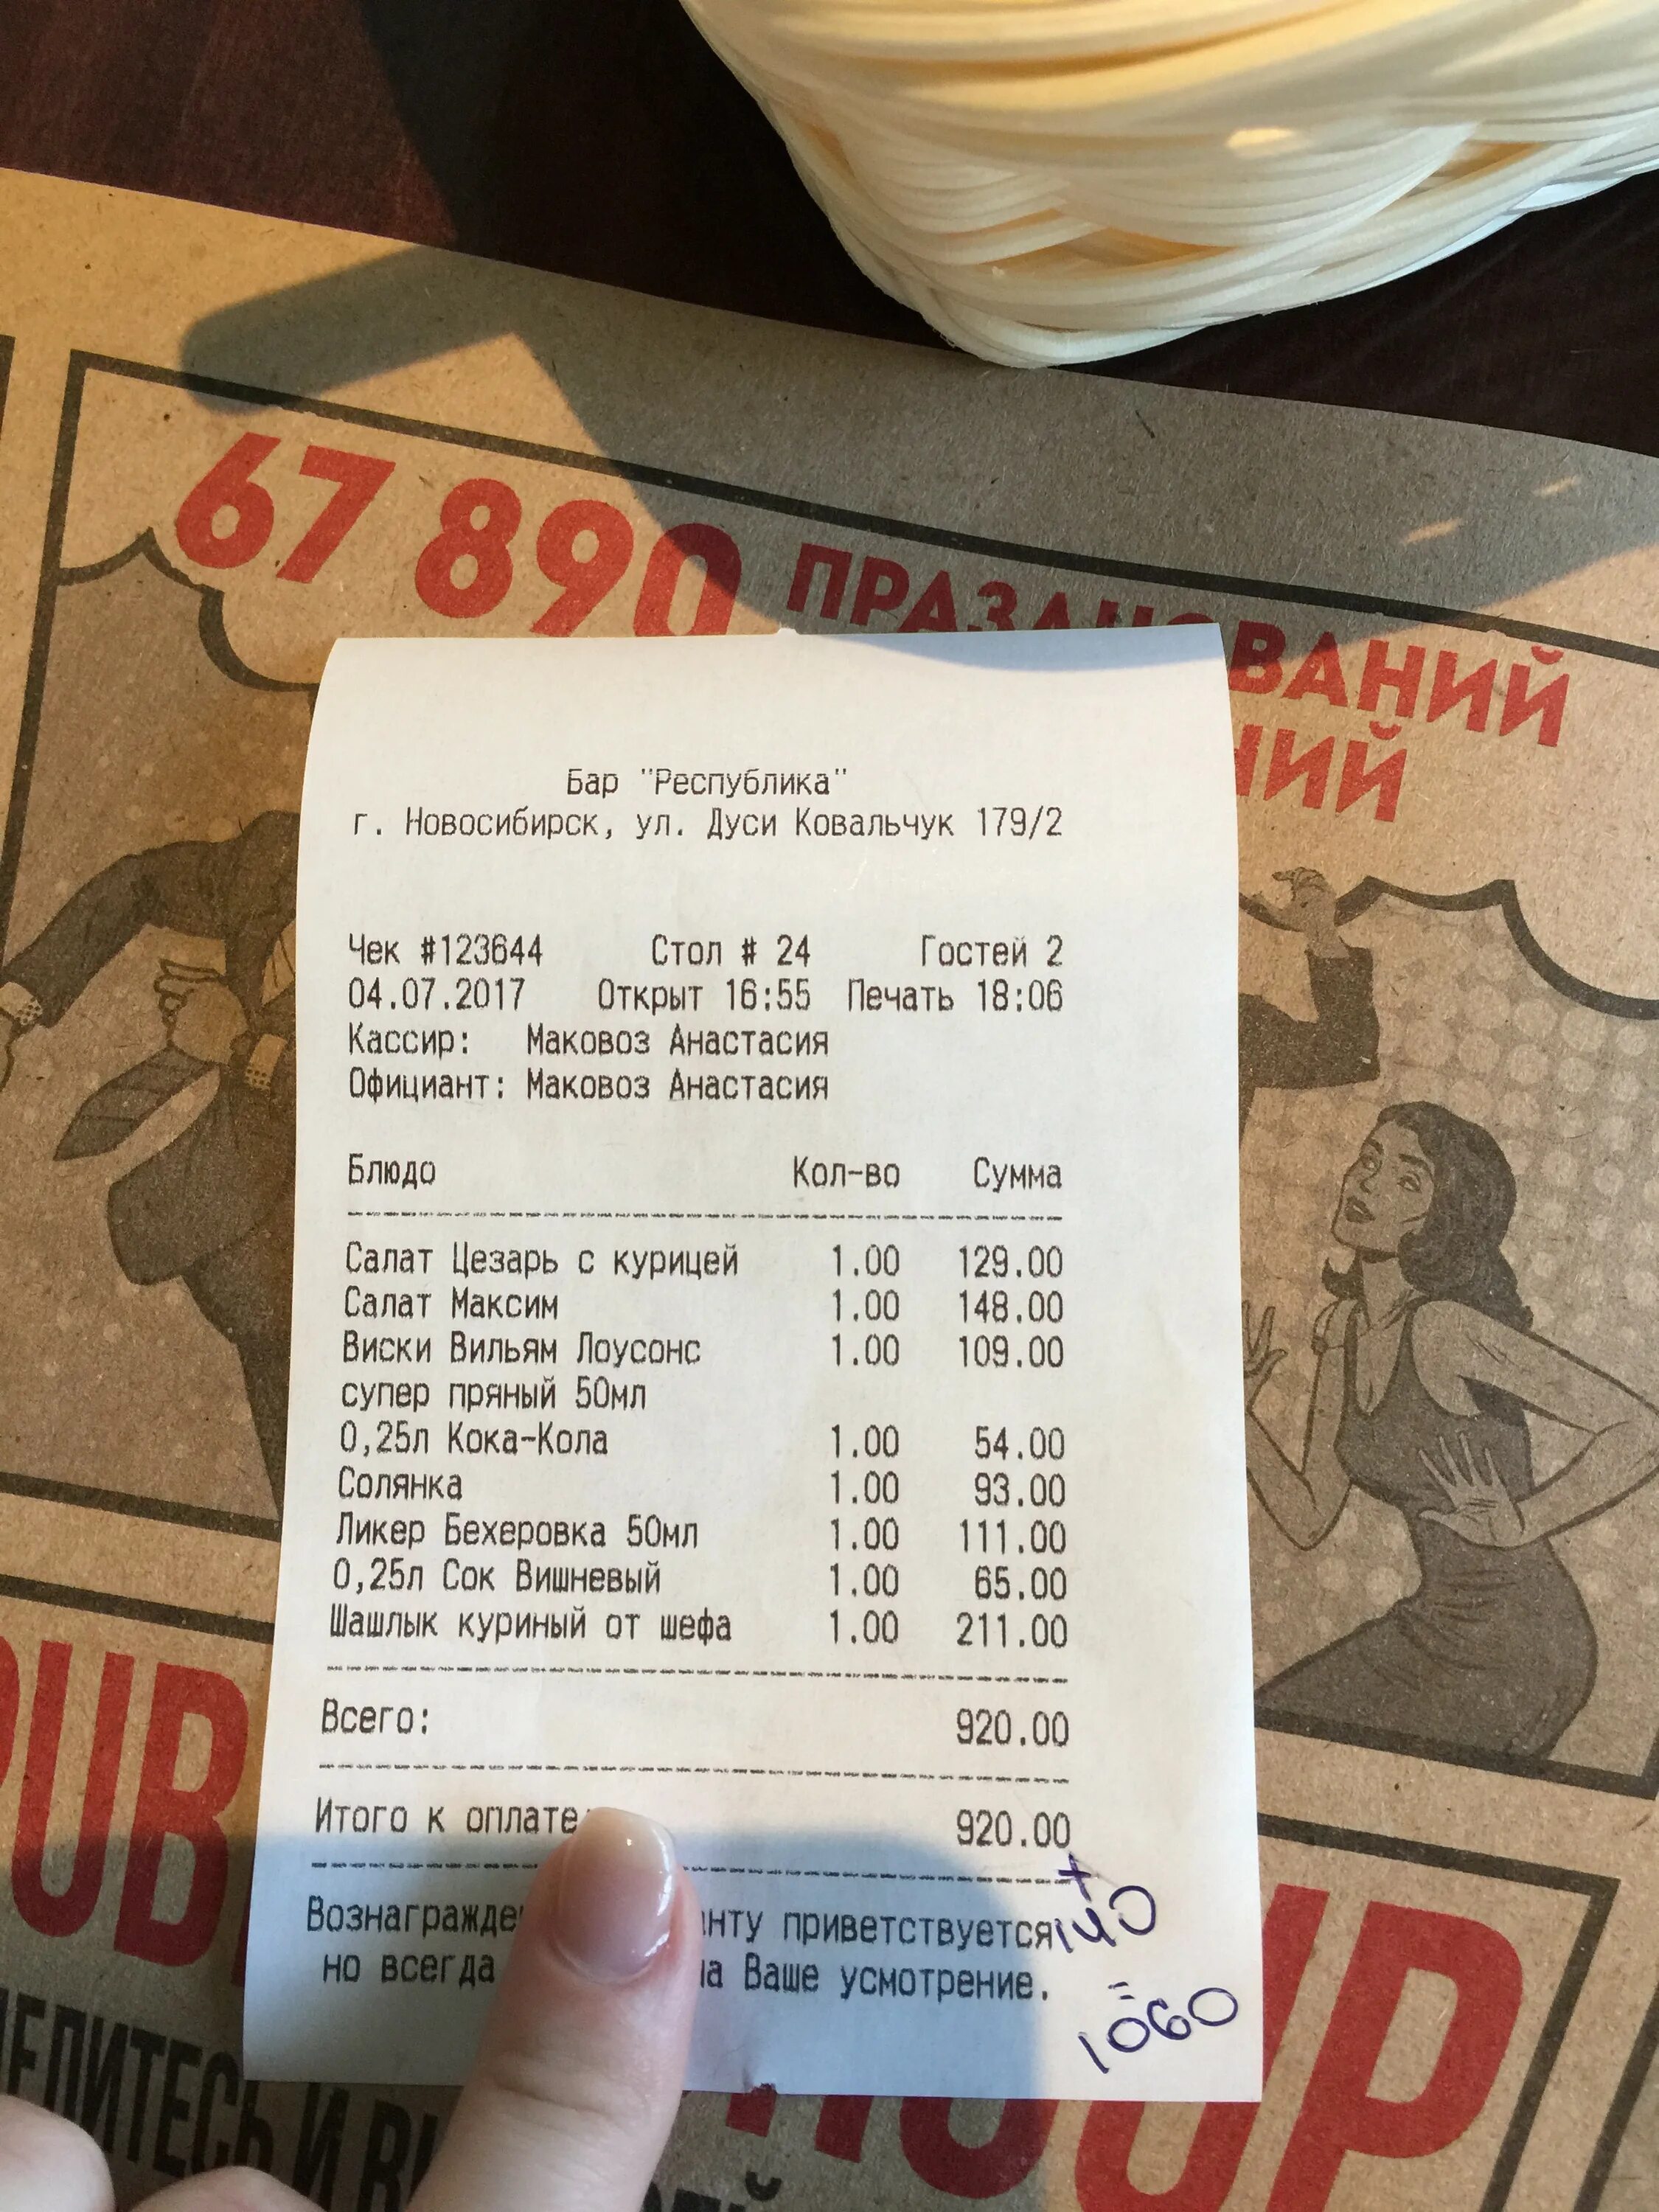 67 890 ПРАЗДНОВАНИЙ
НИЙ
Бар "Республика"
г. Новосибирск, ул. Дуси Ковальчук 179/2
Чек #123644 Стол # 24 Гостей 2
04.07.2017 Открыт 16:55 Печать 18:06
Кассир: Маковоз Анастасия
Официант: Маковоз Анастасия
Блюдо Кол-во Сумма
Салат Цезарь с курицей 1.00 129.00
Салат Максим 1.00 148.00
Виски Вильям Лоусонс 1.00 109.00
супер пряный 50мл
0,25л Кока-Кола 1.00 54.00
Солянка 1.00 93.00
Ликер Бехеровка 50мл 1.00 111.00
0,25л Сок Вишневый 1.00 65.00
Шашлык куриный от шефа 1.00 211.00
Всего: 920.00
Итого к оплате 920.00
+
Вознагражде анту приветствуется 140
но всегда на Ваше усмотрение.
=
1060